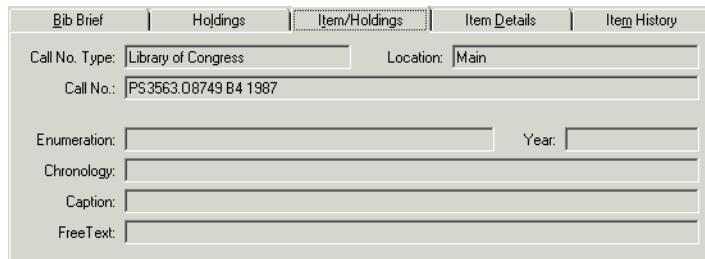 Bib Brief Holdings Item/Holdings Item Details Item History
Call No. Type: Library of Congress Location: Main
Call No.: PS3563.O8749 B4 1987
Enumeration: Year:
Chronology:
Caption:
FreeText: